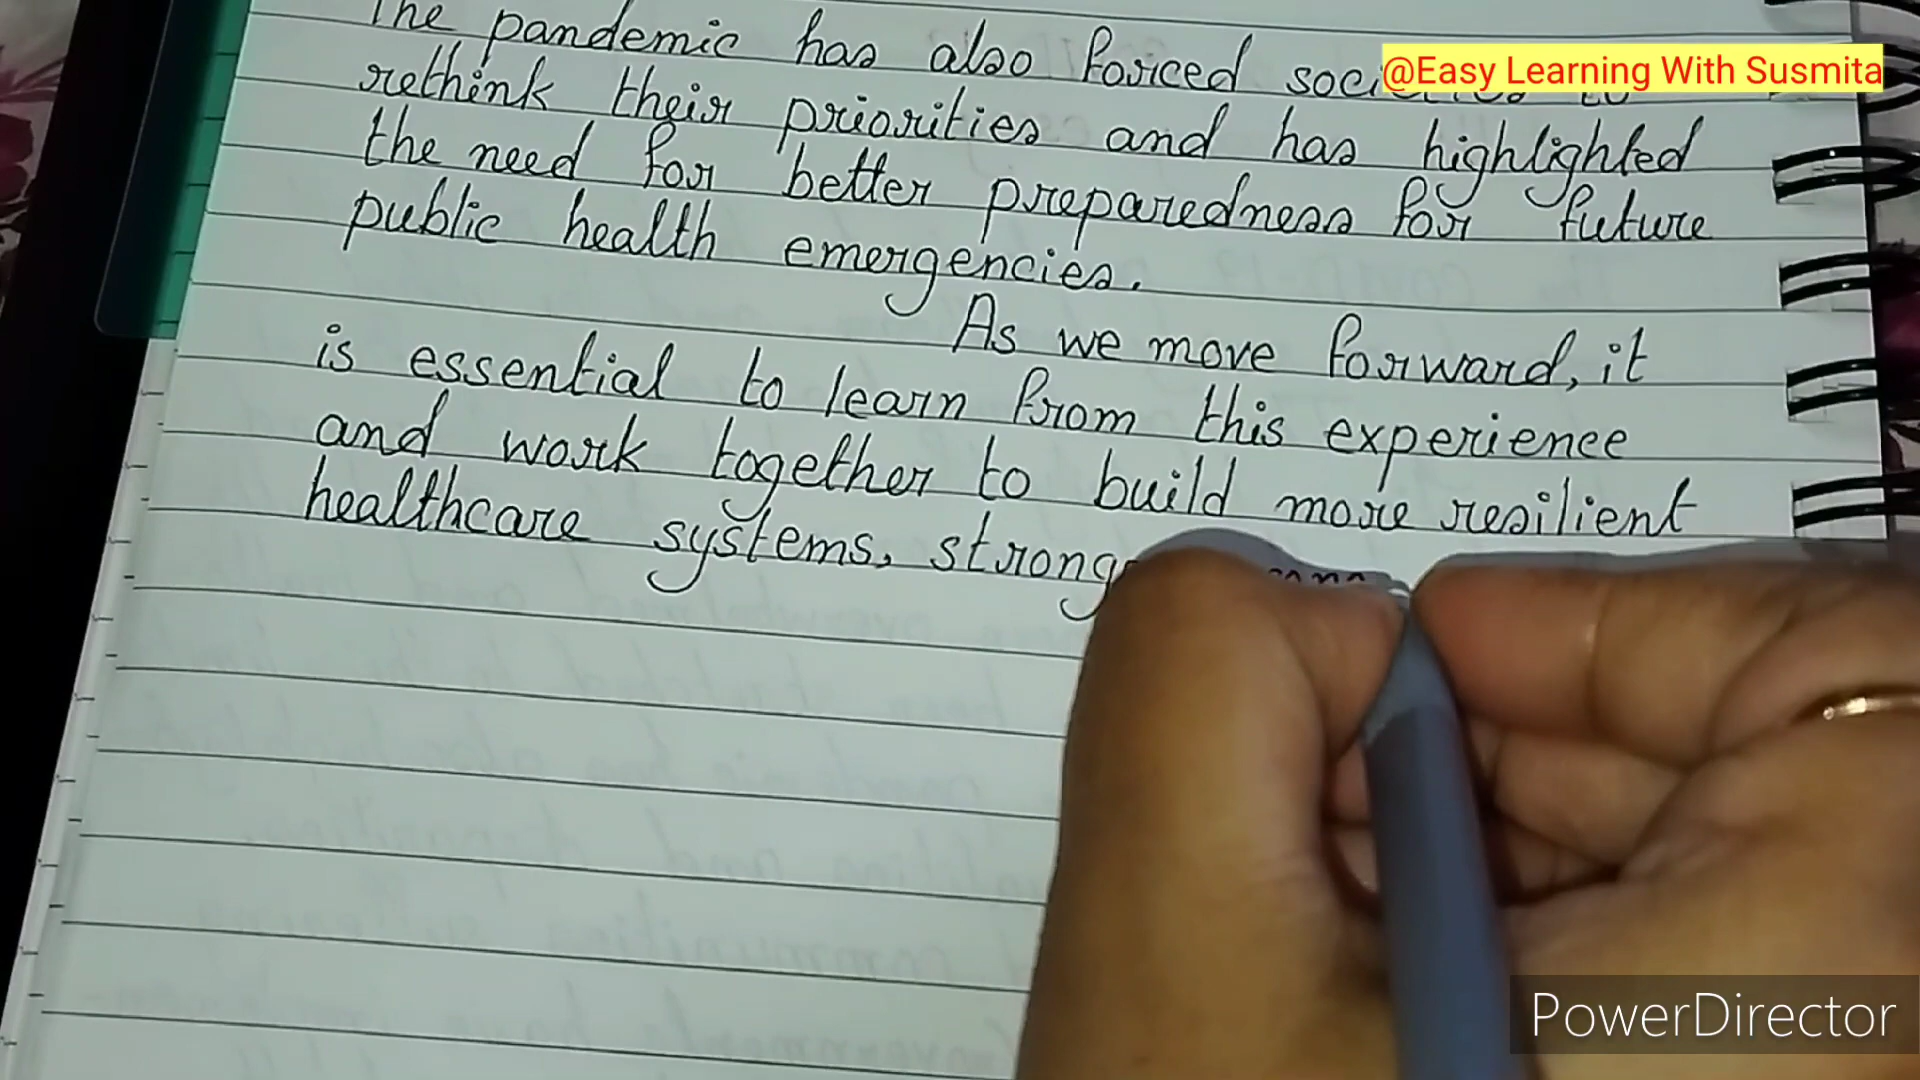 The pandemic has also forced
@Easy Learning With Susmita
rethink their priorities and has highlighted
the need for better preparedness for future
public health emergencies.
As we move forward, it
is essential to learn from this experience
and work together to build more resilient
healthcare systems,
PowerDirector